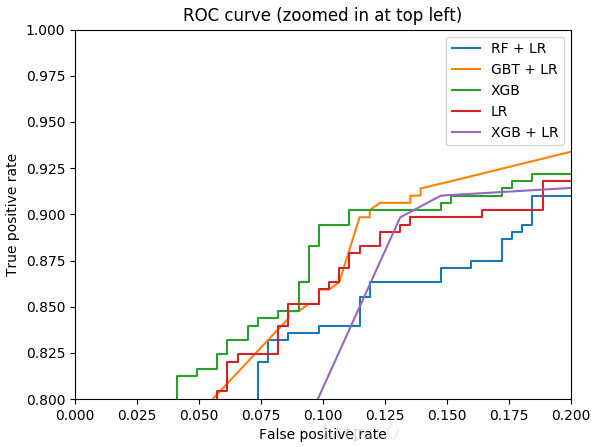 ROC curve (zoomed in at top left)
1.000
0.975
0.950
0.925
0.900
0.875
0.850
0.825
0.800
True positive rate
RF + LR
GBT + LR
XGB
LR
XGB + LR
0.000 0.025 0.050 0.075 0.100 0.125 0.150 0.175 0.200
False positive rate